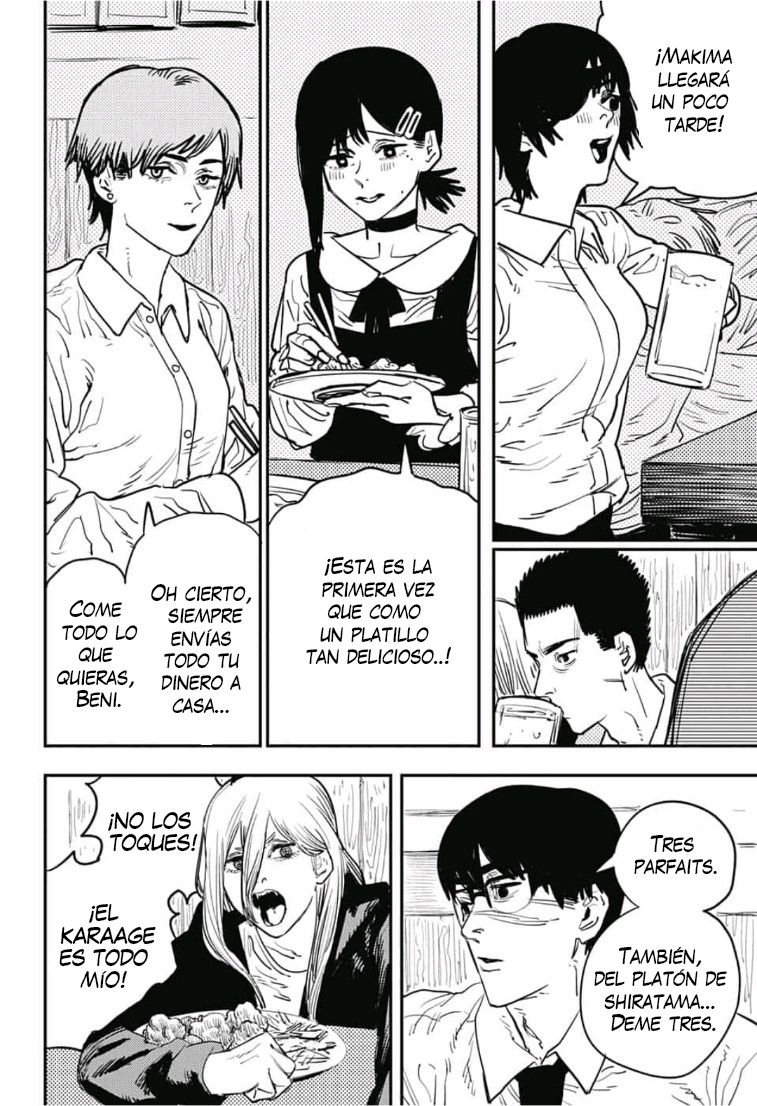 ¡MAKIMA
LLEGARÁ
UN POCO
TARDE!
¡ESTA ES LA
PRIMERA VEZ
QUE COMO
UN PLATILLO
TAN DELICIOSO..!
OH CIERTO,
SIEMPRE
ENVÍAS
TODO TU
DINERO A
CASA...
COME
TODO LO
QUE
QUIERAS,
BENI.
TRES
PARFAITS.
TAMBIÉN,
DEL PLATÓN DE
SHIRATAMA...
DEME TRES.
¡NO LOS
TOQUES!
¡EL
KARAAGE
ES TODO
MÍO!